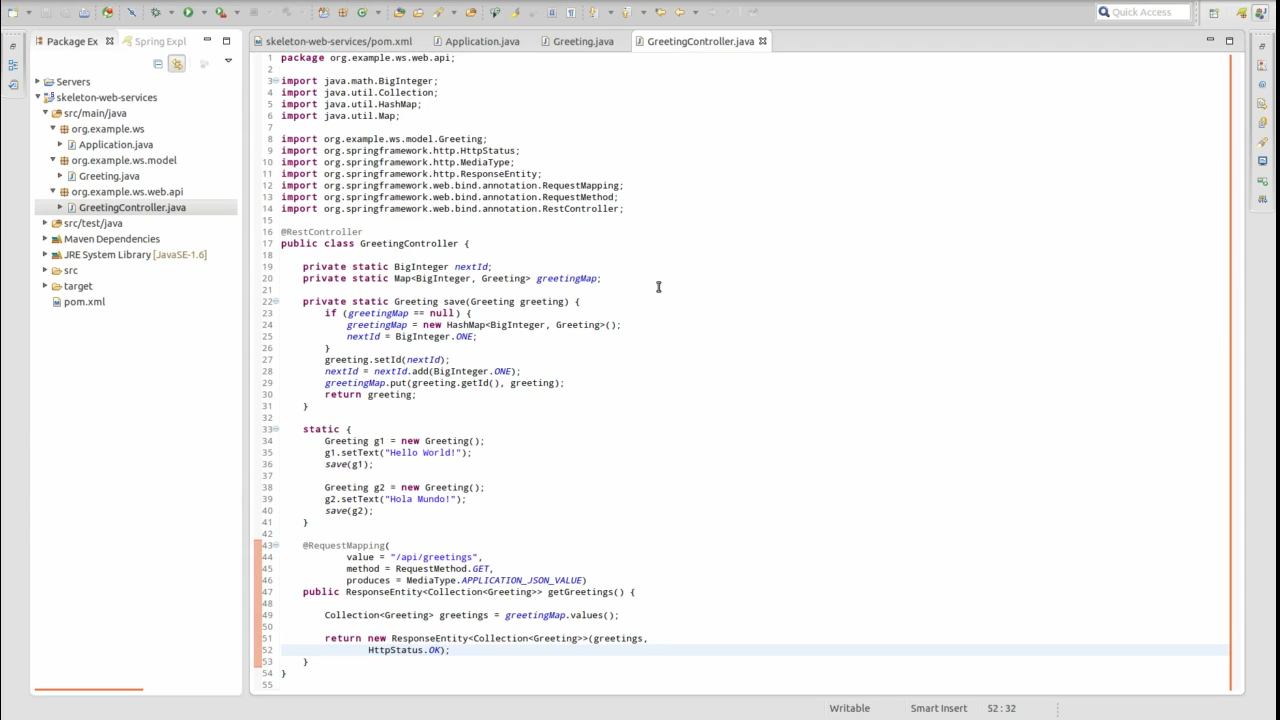 Quick Access
Package Ex
Spring Expl
skeleton-web-services/pom.xml
Application.java
Greeting.java
GreetingController.java
Servers
skeleton-web-services
src/main/java
org.example.ws
Application.java
org.example.ws.model
Greeting.java
org.example.ws.web.api
GreetingController.java
src/test/java
Maven Dependencies
JRE System Library [JavaSE-1.6]
src
target
pom.xml
1 package org.example.ws.web.api;
2
3 import java.math.BigInteger;
4 import java.util.Collection;
5 import java.util.HashMap;
6 import java.util.Map;
7
8 import org.example.ws.model.Greeting;
9 import org.springframework.http.HttpStatus;
10 import org.springframework.http.MediaType;
11 import org.springframework.http.ResponseEntity;
12 import org.springframework.web.bind.annotation.RequestMapping;
13 import org.springframework.web.bind.annotation.RequestMethod;
14 import org.springframework.web.bind.annotation.RestController;
15
16 @RestController
17 public class GreetingController {
18
19 private static BigInteger nextId;
20 private static Map<BigInteger, Greeting> greetingMap;
21
22 private static Greeting save(Greeting greeting) {
23 if (greetingMap == null) {
24 greetingMap = new HashMap<BigInteger, Greeting>();
25 nextId = BigInteger.ONE;
26 }
27 greeting.setId(nextId);
28 nextId = nextId.add(BigInteger.ONE);
29 greetingMap.put(greeting.getId(), greeting);
30 return greeting;
31 }
32
33 static {
34 Greeting g1 = new Greeting();
35 g1.setText("Hello World!");
36 save(g1);
37
38 Greeting g2 = new Greeting();
39 g2.setText("Hola Mundo!");
40 save(g2);
41 }
42
43 @RequestMapping(
44 value = "/api/greetings",
45 method = RequestMethod.GET,
46 produces = MediaType.APPLICATION_JSON_VALUE)
47 public ResponseEntity<Collection<Greeting>> getGreetings() {
48
49 Collection<Greeting> greetings = greetingMap.values();
50
51 return new ResponseEntity<Collection<Greeting>>(greetings,
52 HttpStatus.OK);
53 }
54 }
55
Writable
Smart Insert
52 : 32